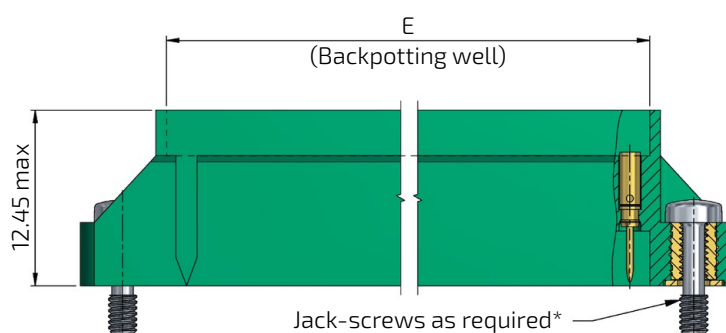 E
(Backpotting well)
12.45 max
Jack-screws as required*